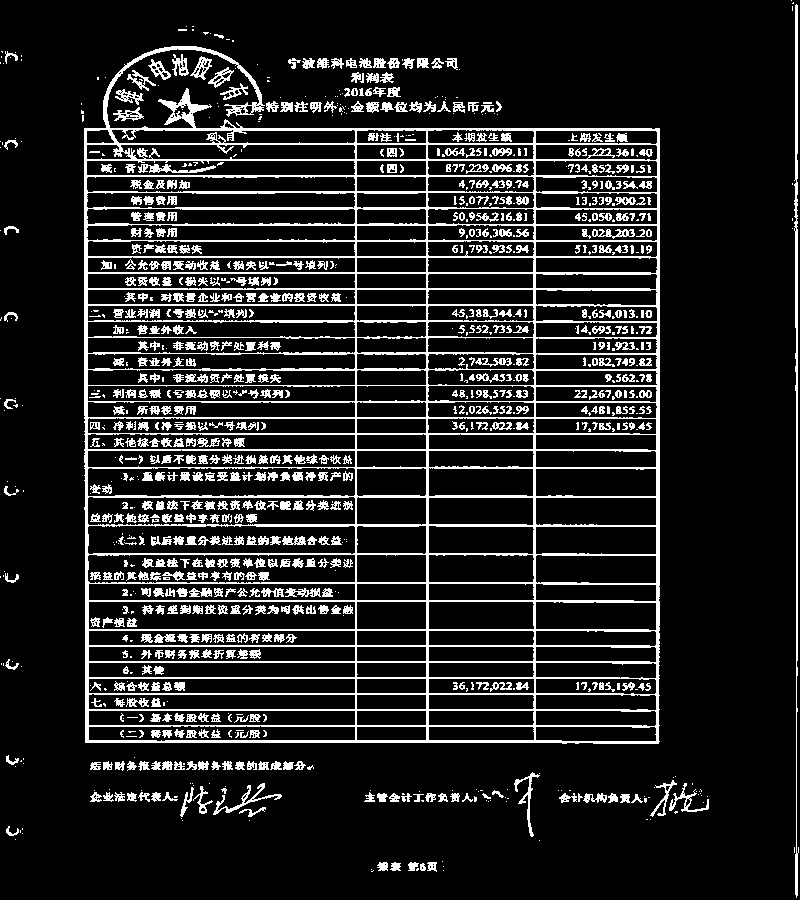 宁波维科电池股份有限公司
利润表
2016年度
(除特别注明外,金额单位均为人民币元)
宁波维科电池股份有限公司
项目 附注十二 本期发生额 上期发生额
一、营业收入 (四) 1,064,251,099.11 865,222,361.40
减:营业成本 (四) 877,229,096.85 734,852,591.51
税金及附加 4,769,439.74 3,910,354.48
销售费用 15,077,758.80 13,339,900.21
管理费用 50,956,216.81 45,050,867.71
财务费用 9,036,306.56 8,028,203.20
资产减值损失 61,793,935.94 51,386,431.19
加:公允价值变动收益(损失以“一”号填列)
投资收益(损失以“-”号填列)
其中:对联营企业和合营企业的投资收益
二、营业利润(亏损以“-”填列) 45,388,344.41 8,654,013.10
加:营业外收入 5,552,735.24 14,695,751.72
其中:非流动资产处置利得 191,923.13
减:营业外支出 2,742,503.82 1,082,749.82
其中:非流动资产处置损失 1,490,453.08 9,562.78
三、利润总额(亏损总额以“-”号填列) 48,198,575.83 22,267,015.00
减:所得税费用 12,026,552.99 4,481,855.55
四、净利润(净亏损以“-”号填列) 36,172,022.84 17,785,159.45
五、其他综合收益的税后净额
(一)以后不能重分类进损益的其他综合收益
1、重新计量设定受益计划净负债净资产的
变动
2、权益法下在被投资单位不能重分类进损
益的其他综合收益中享有的份额
(二)以后将重分类进损益的其他综合收益
1、权益法下在被投资单位以后将重分类进
损益的其他综合收益中享有的份额
2、可供出售金融资产公允价值变动损益
3、持有至到期投资重分类为可供出售金融
资产损益
4、现金流量套期损益的有效部分
5、外币财务报表折算差额
6、其他
六、综合收益总额 36,172,022.84 17,785,159.45
七、每股收益:
(一)基本每股收益(元/股)
(二)稀释每股收益(元/股)
后附财务报表附注为财务报表的组成部分。
企业法定代表人: 主管会计工作负责人: 会计机构负责人:
报表 第6页